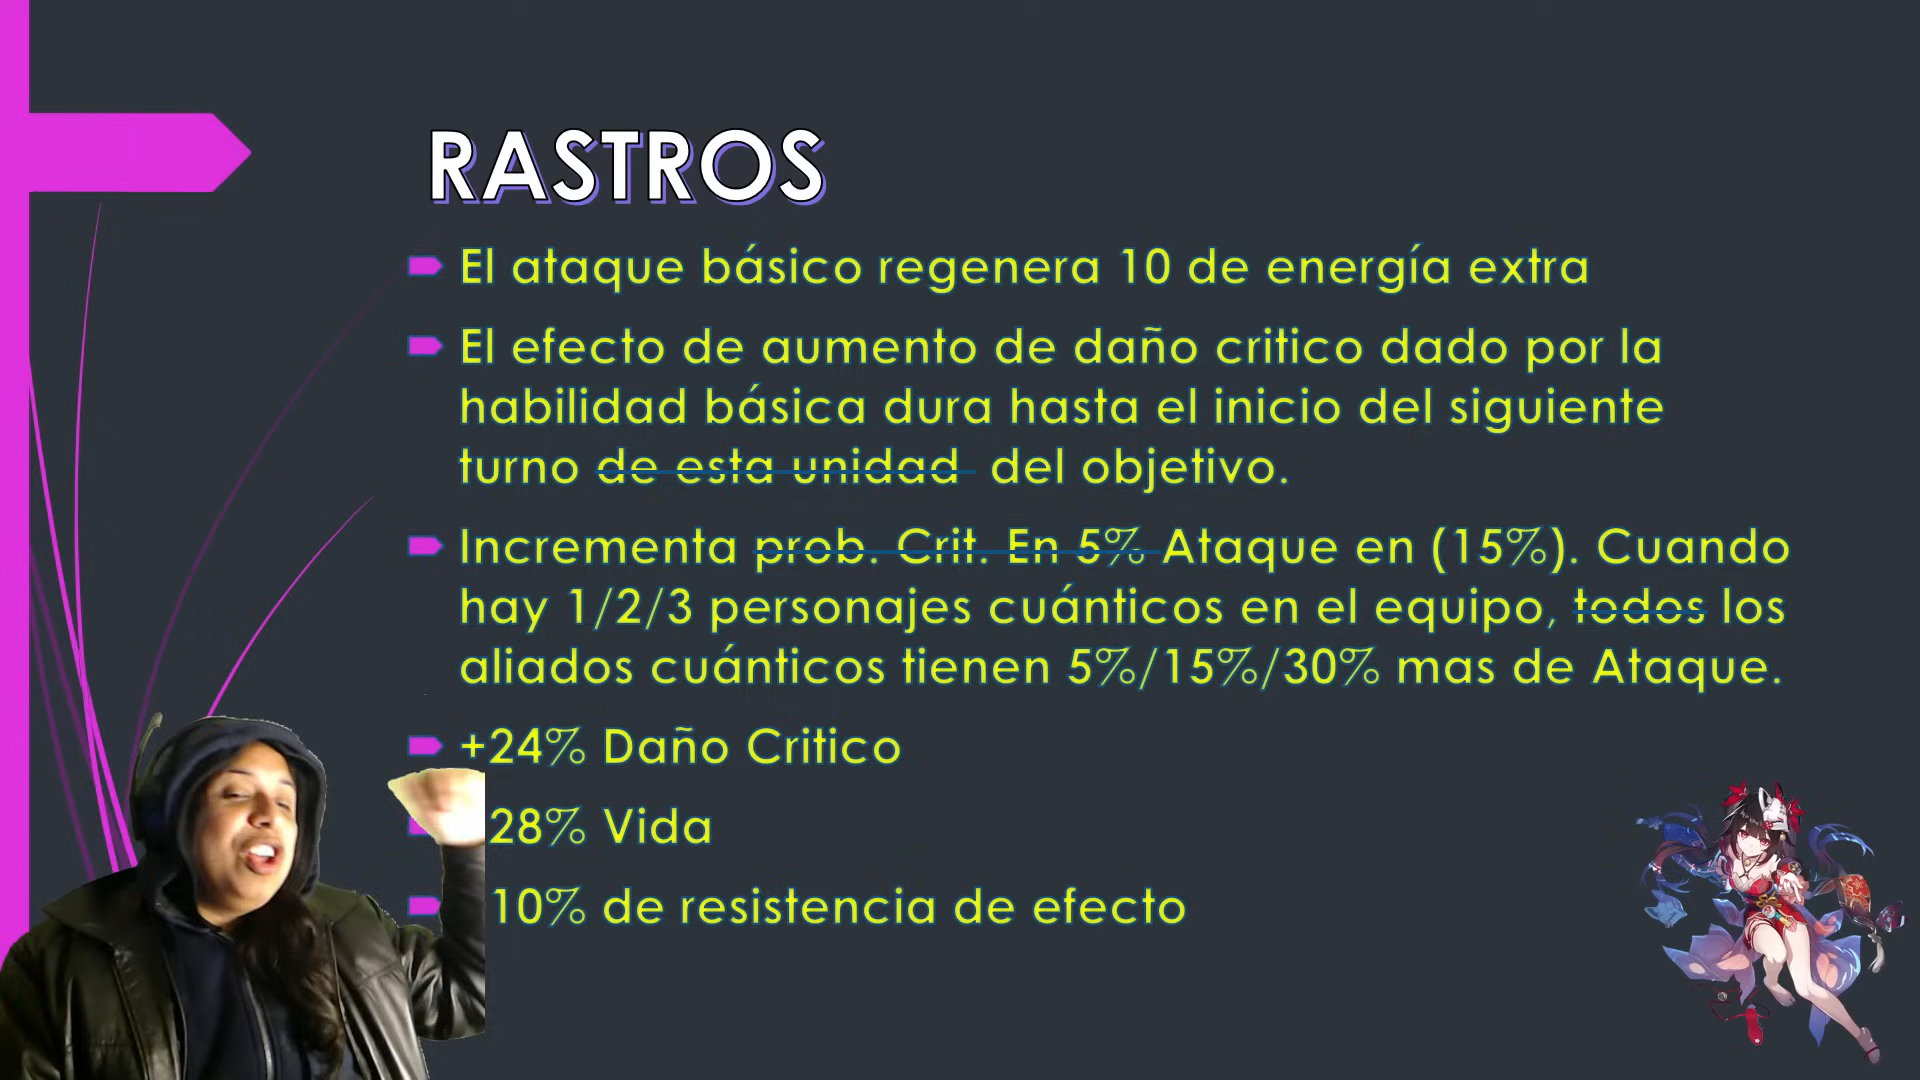 RASTROS
El ataque básico regenera 10 de energía extra
El efecto de aumento de daño critico dado por la
habilidad básica dura hasta el inicio del siguiente
turno de esta unidad del objetivo.
Incrementa prob. Crit. En 5% Ataque en (15%). Cuando
hay 1/2/3 personajes cuánticos en el equipo, todos los
aliados cuánticos tienen 5%/15%/30% mas de Ataque.
+24% Daño Critico
28% Vida
10% de resistencia de efecto